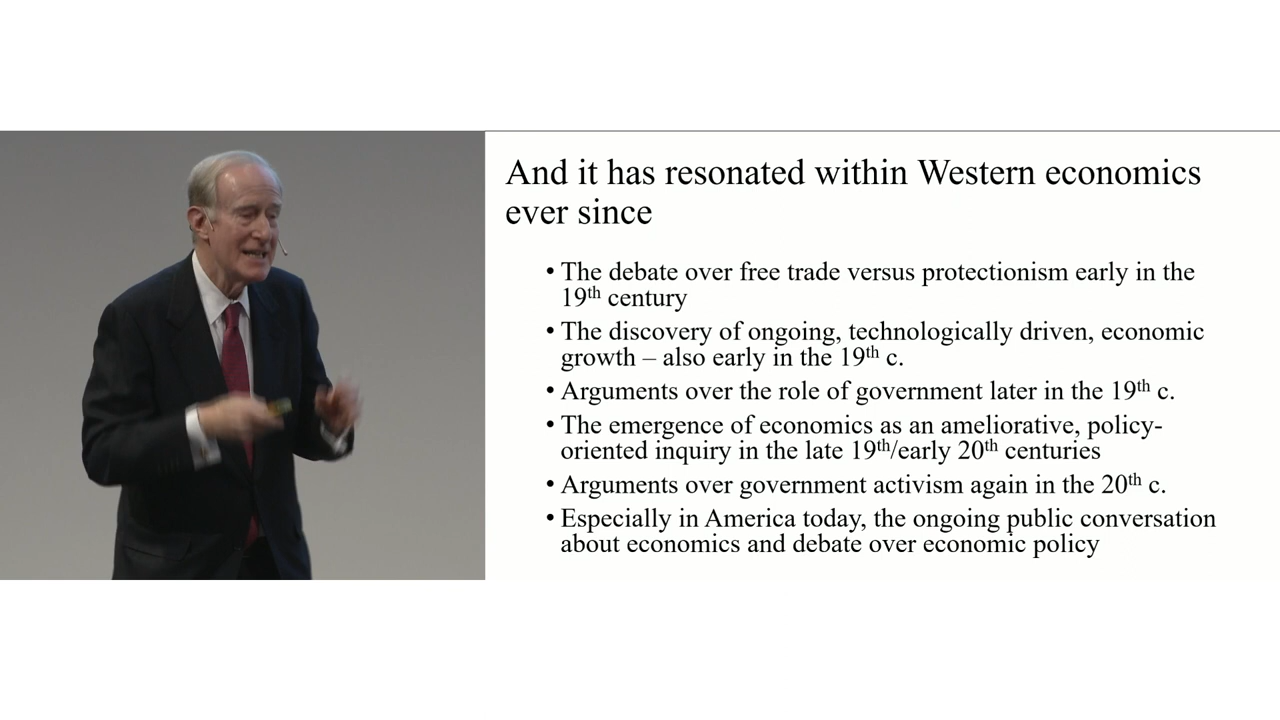 And it has resonated within Western economics
ever since
• The debate over free trade versus protectionism early in the
19th century
• The discovery of ongoing, technologically driven, economic
growth – also early in the 19th c.
• Arguments over the role of government later in the 19th c.
• The emergence of economics as an ameliorative, policy-
oriented inquiry in the late 19th/early 20th centuries
• Arguments over government activism again in the 20th c.
• Especially in America today, the ongoing public conversation
about economics and debate over economic policy